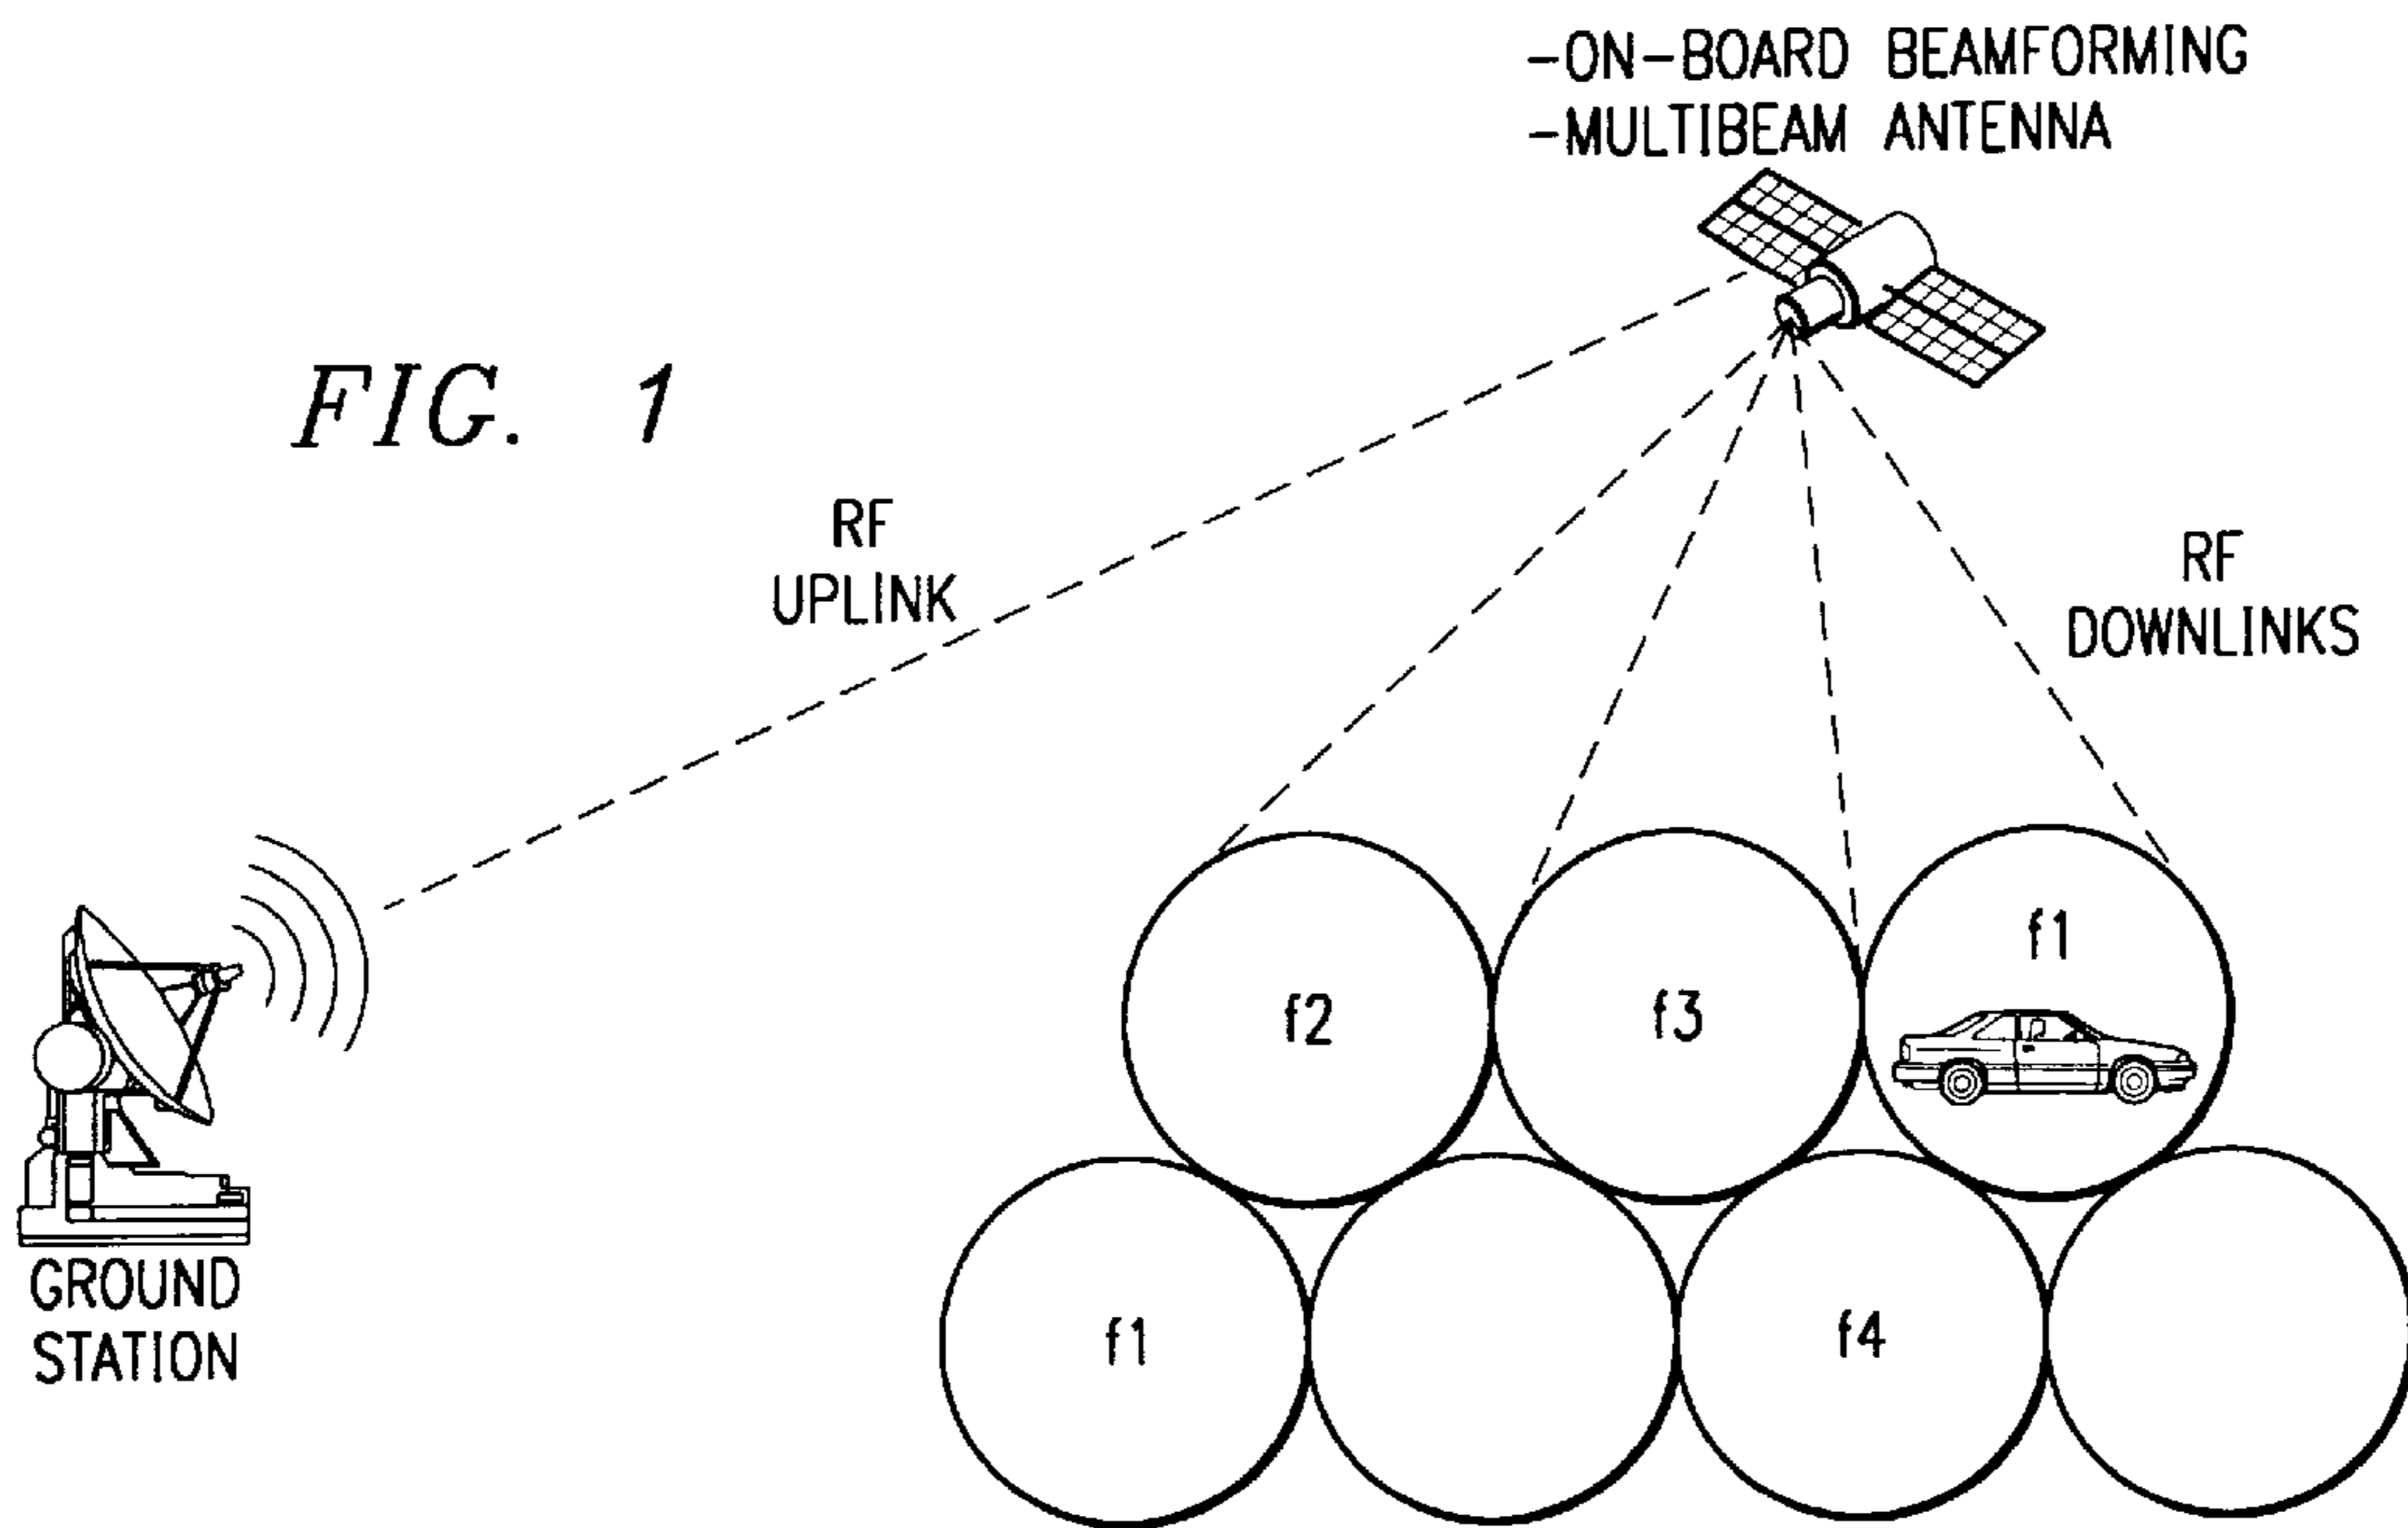 -ON-BOARD BEAMFORMING
-MULTIBEAM ANTENNA
FIG. 1
RF
UPLINK
RF
DOWNLINKS
f1
f2
f3
GROUND
STATION
f1
f4